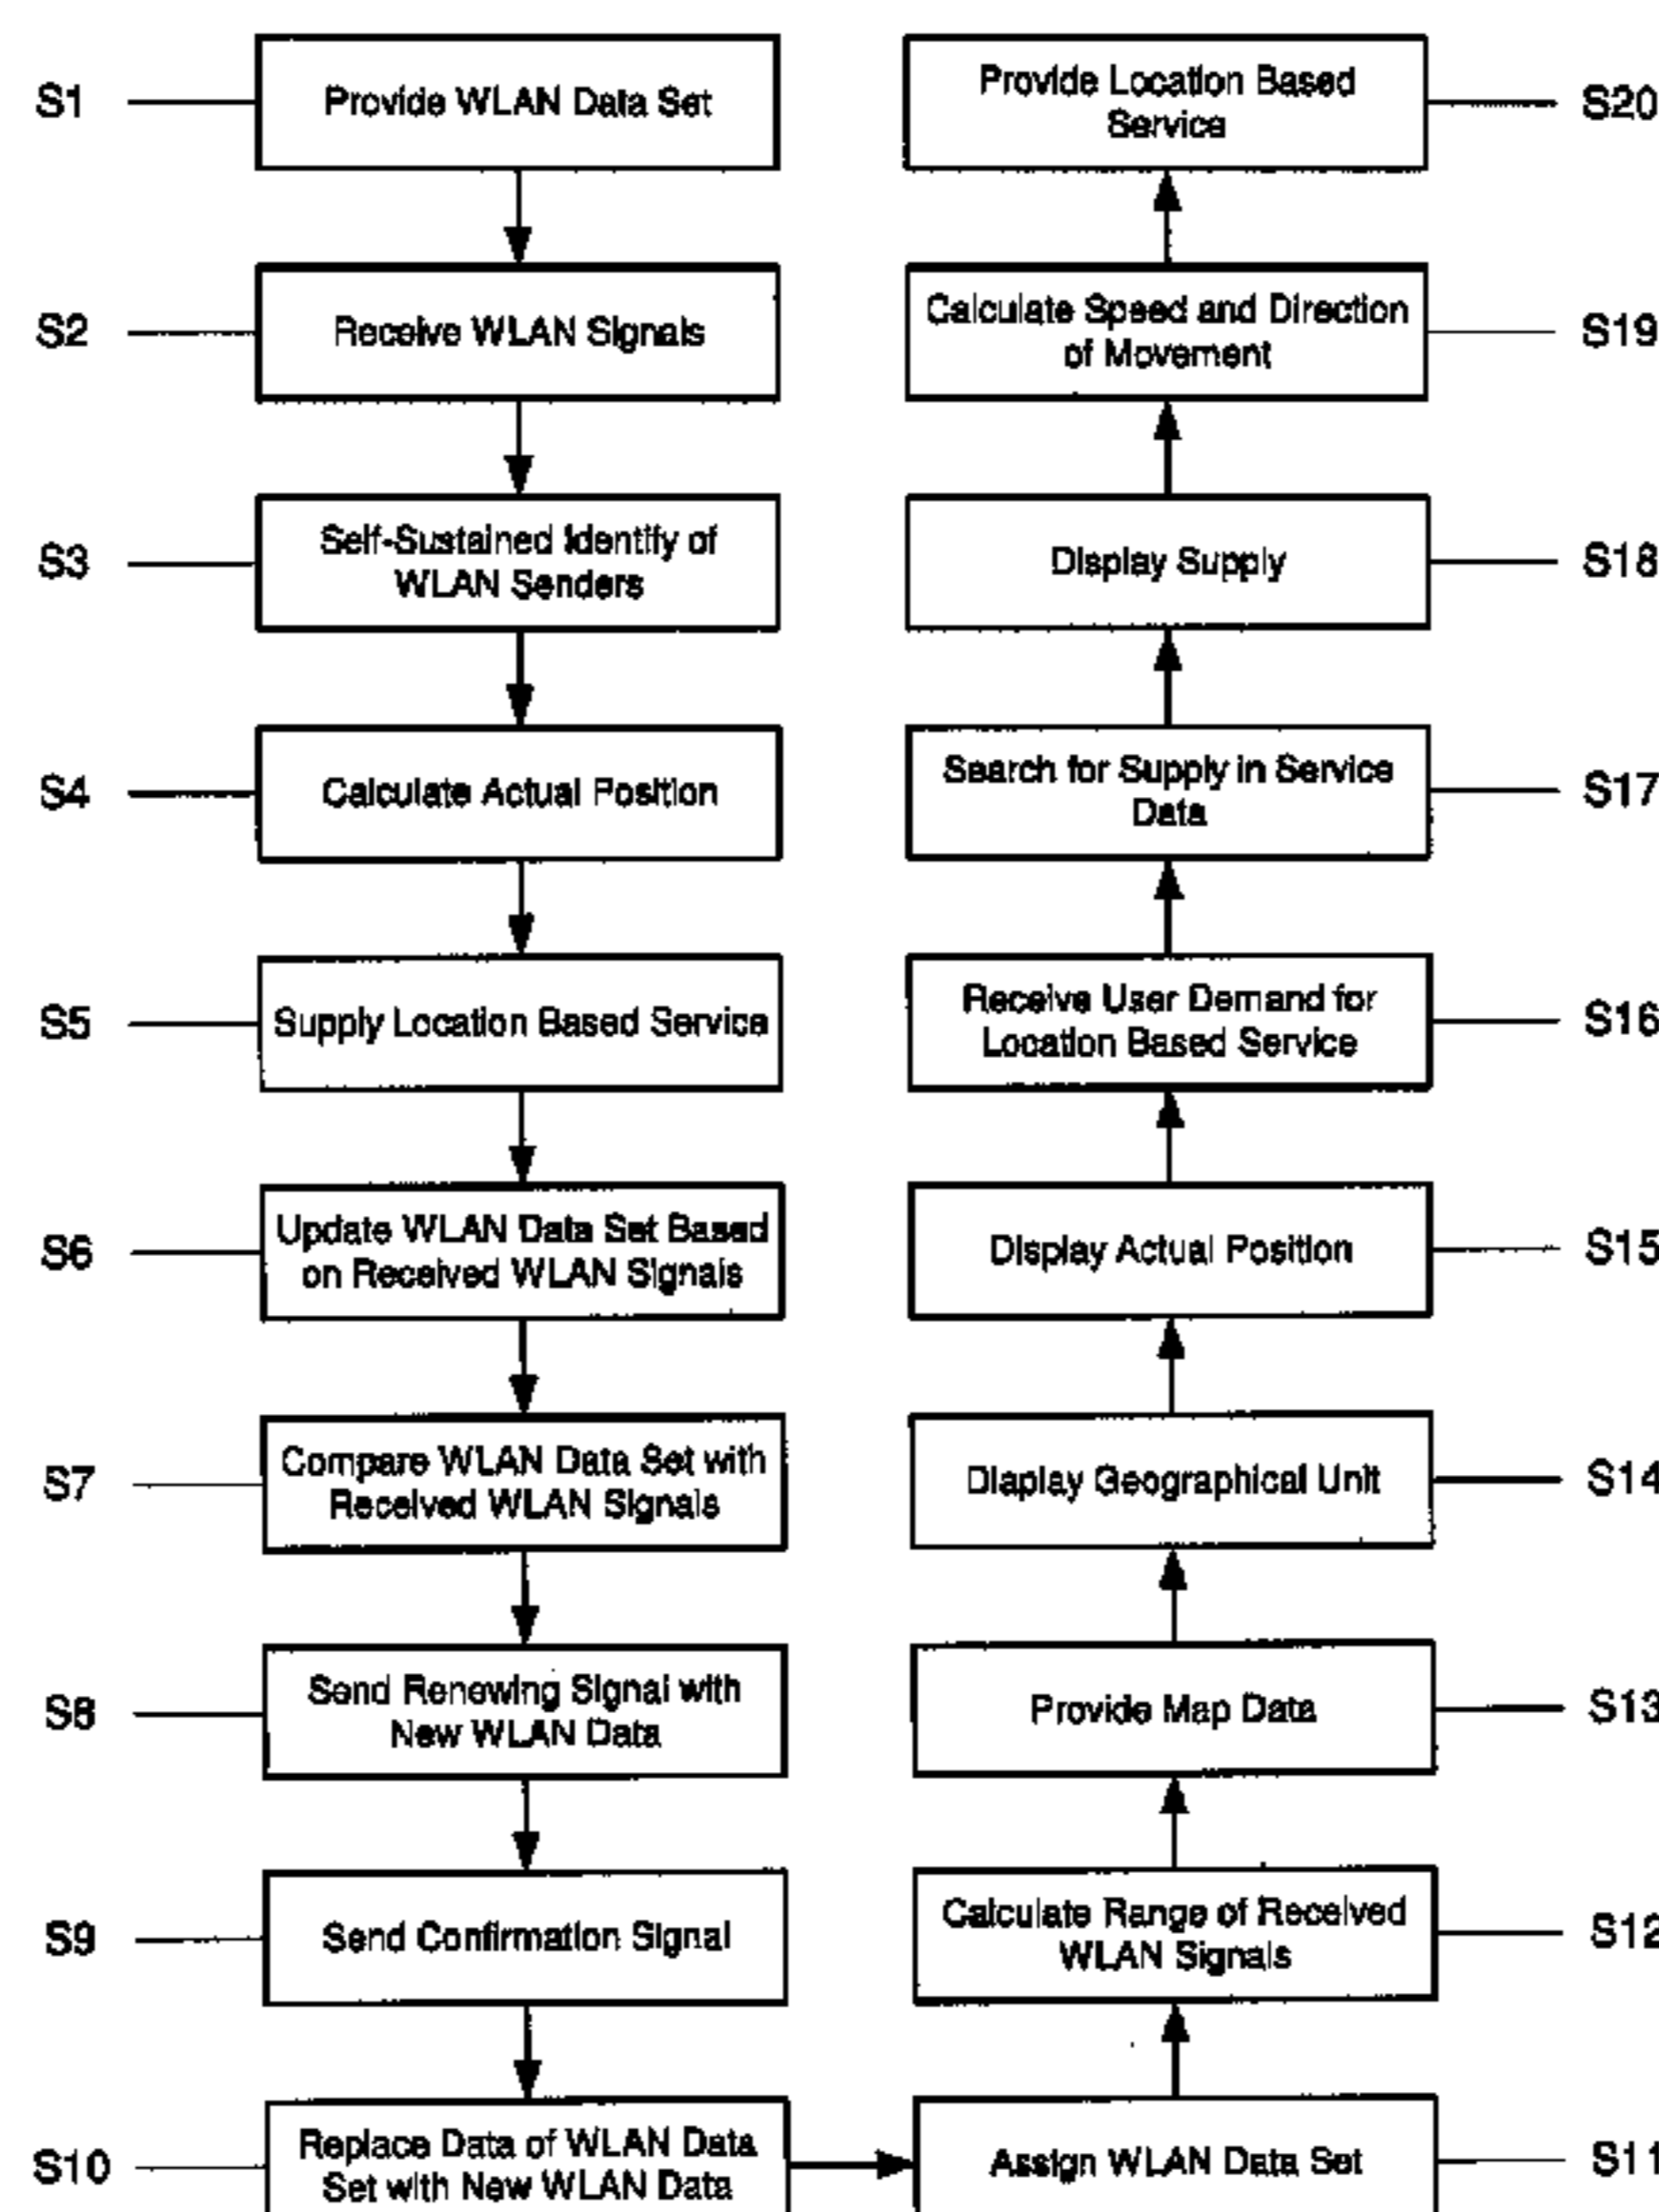 S1
Provide WLAN Data Set
S2
Receive WLAN Signals
S3
Self-Sustained Identify of
WLAN Senders
S4
Calculate Actual Position
S5
Supply Location Based Service
S6
Update WLAN Data Set Based
on Received WLAN Signals
S7
Compare WLAN Data Set with
Received WLAN Signals
S8
Send Renewing Signal with
New WLAN Data
S9
Send Confirmation Signal
S10
Replace Data of WLAN Data
Set with New WLAN Data
Provide Location Based
Service
S20
Calculate Speed and Direction
of Movement
S19
Display Supply
S18
Search for Supply in Service
Data
S17
Receive User Demand for
Location Based Service
S16
Display Actual Position
S15
Display Geographical Unit
S14
Provide Map Data
S13
Calculate Range of Received
WLAN Signals
S12
Assign WLAN Data Set
S11